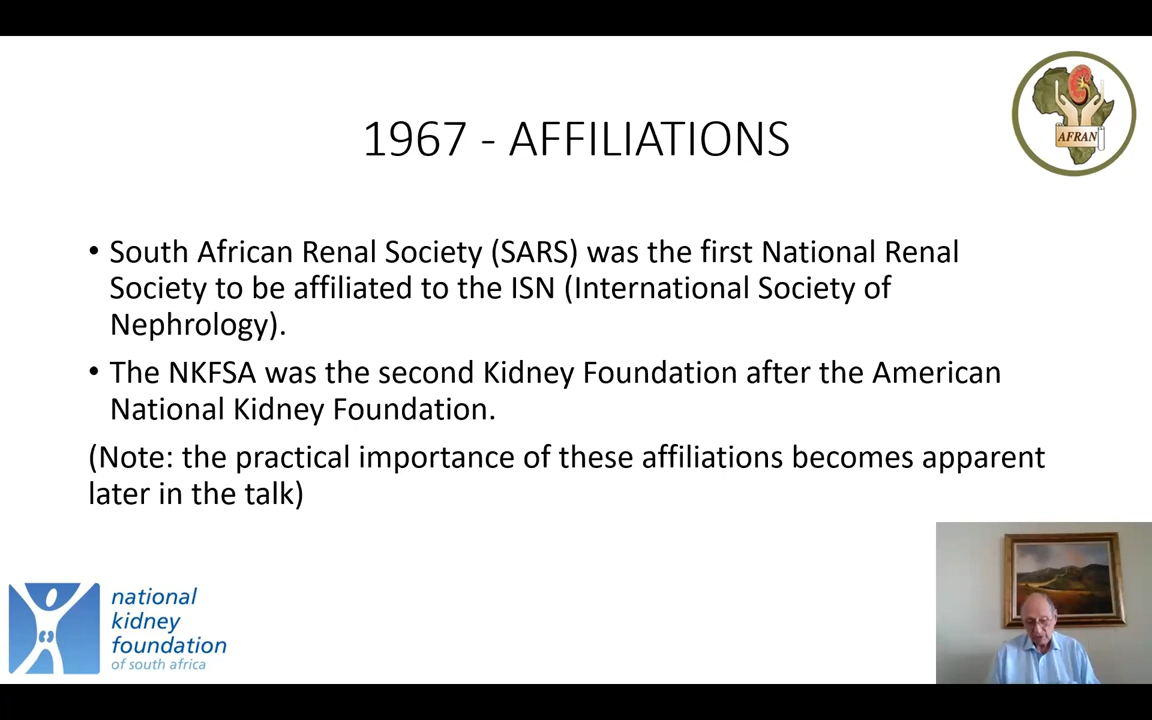 1967 - AFFILIATIONS
AFRAN
• South African Renal Society (SARS) was the first National Renal
Society to be affiliated to the ISN (International Society of
Nephrology).
• The NKFSA was the second Kidney Foundation after the American
National Kidney Foundation.
(Note: the practical importance of these affiliations becomes apparent
later in the talk)
national
kidney
foundation
of south africa